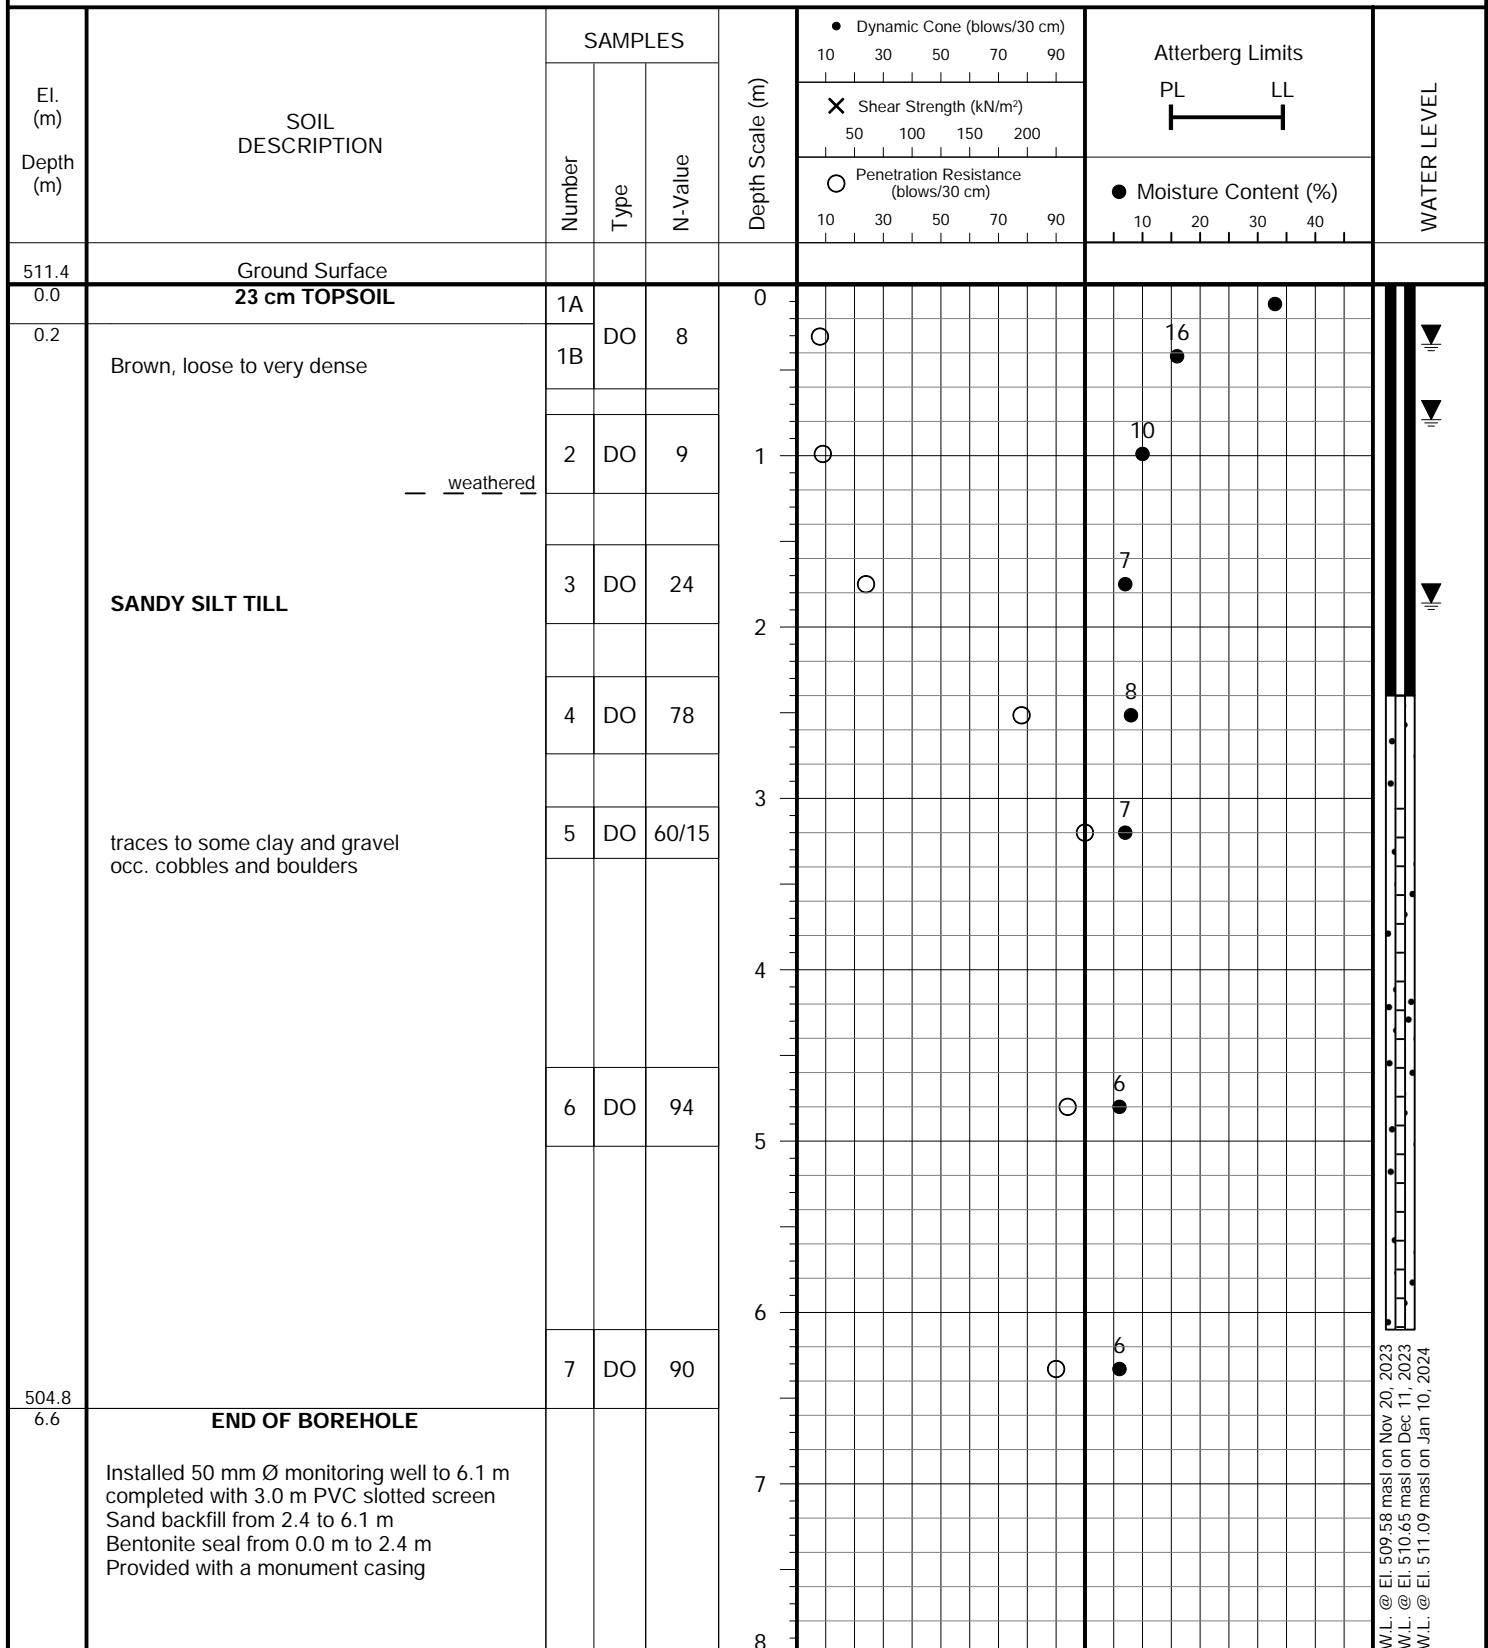 El.
(m)
Depth
(m)
SOIL
DESCRIPTION
SAMPLES
Number
Type
N-Value
Depth Scale (m)
Dynamic Cone (blows/30 cm)
10 30 50 70 90
Shear Strength (kN/m²)
50 100 150 200
Penetration Resistance
(blows/30 cm)
10 30 50 70 90
Atterberg Limits
PL LL
Moisture Content (%)
10 20 30 40
WATER LEVEL
511.4 Ground Surface
0.0 23 cm TOPSOIL
1A
0
0.2
DO 8
16
1B
Brown, loose to very dense
10
2 DO 9
1
weathered
7
3 DO 24
SANDY SILT TILL
2
8
4 DO 78
3
7
5 DO 60/15
traces to some clay and gravel
occ. cobbles and boulders
4
6
6 DO 94
5
6
6
7 DO 90
504.8
6.6 END OF BOREHOLE
Installed 50 mm Ø monitoring well to 6.1 m
completed with 3.0 m PVC slotted screen
Sand backfill from 2.4 to 6.1 m
Bentonite seal from 0.0 m to 2.4 m
Provided with a monument casing
7
8
W.L. @ El. 509.58 masl on Nov 20, 2023
W.L. @ El. 510.65 masl on Dec 11, 2023
W.L. @ El. 511.09 masl on Jan 10, 2024